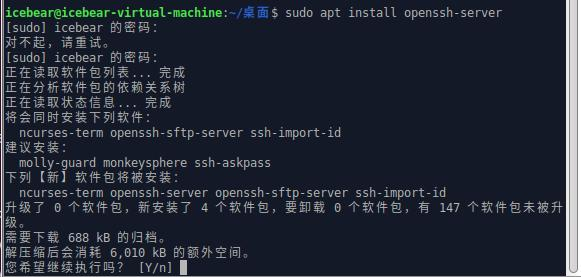 icebear@icebear-virtual-machine:~/桌面$ sudo apt install openssh-server
[sudo] icebear 的密码：
对不起，请重试。
[sudo] icebear 的密码：
正在读取软件包列表... 完成
正在分析软件包的依赖关系树
正在读取状态信息... 完成
将会同时安装下列软件：
  ncurses-term openssh-sftp-server ssh-import-id
建议安装：
  molly-guard monkeysphere ssh-askpass
下列【新】软件包将被安装：
  ncurses-term openssh-server openssh-sftp-server ssh-import-id
升级了 0 个软件包，新安装了 4 个软件包，要卸载 0 个软件包，有 147 个软件包未被升
级。
需要下载 688 kB 的归档。
解压缩后会消耗 6,010 kB 的额外空间。
您希望继续执行吗？ [Y/n]